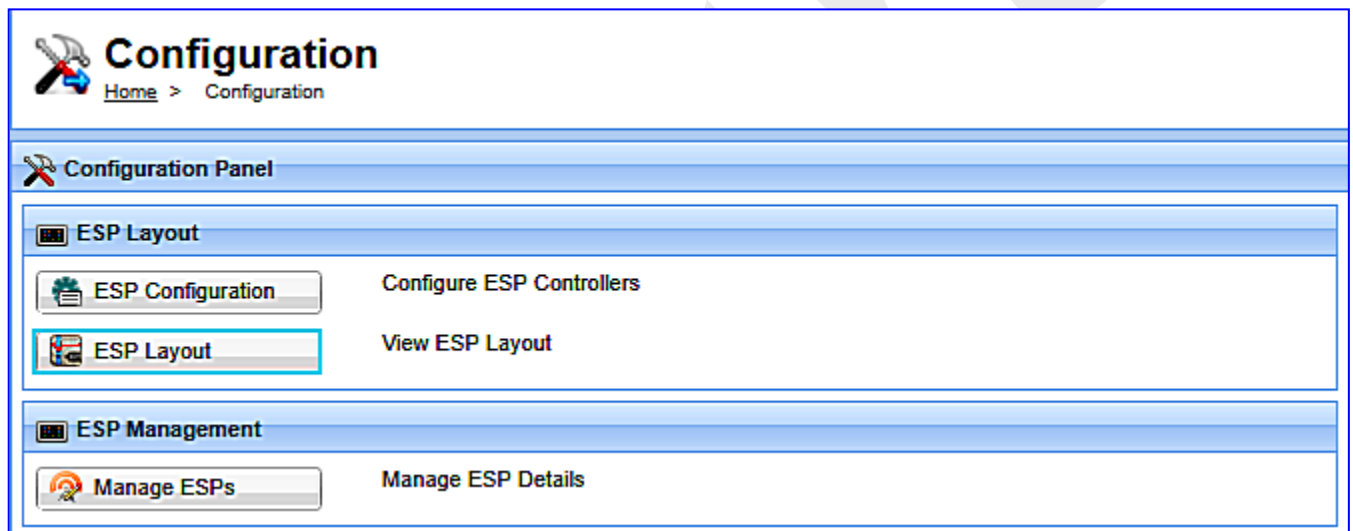 Configuration
Home > Configuration
Configuration Panel
ESP Layout
ESP Configuration Configure ESP Controllers
ESP Layout View ESP Layout
ESP Management
Manage ESPs Manage ESP Details